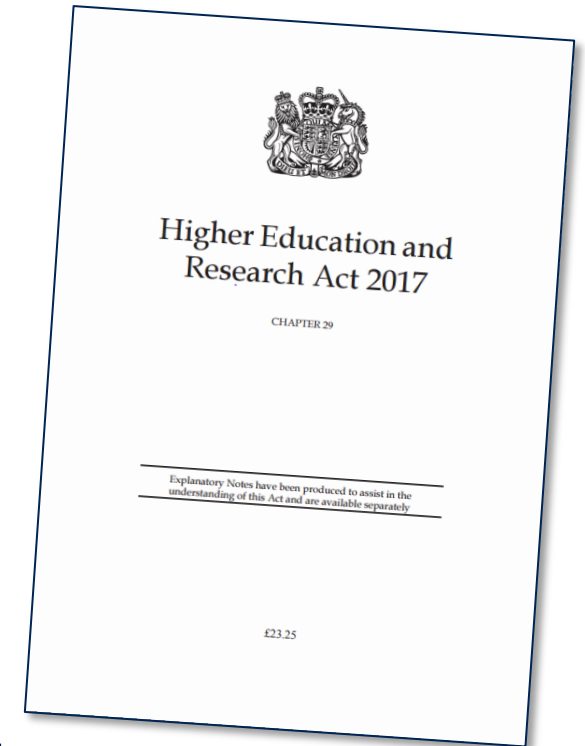 Higher Education and
Research Act 2017
CHAPTER 29
Explanatory Notes have been produced to assist in the
understanding of this Act and are available separately
£23.25